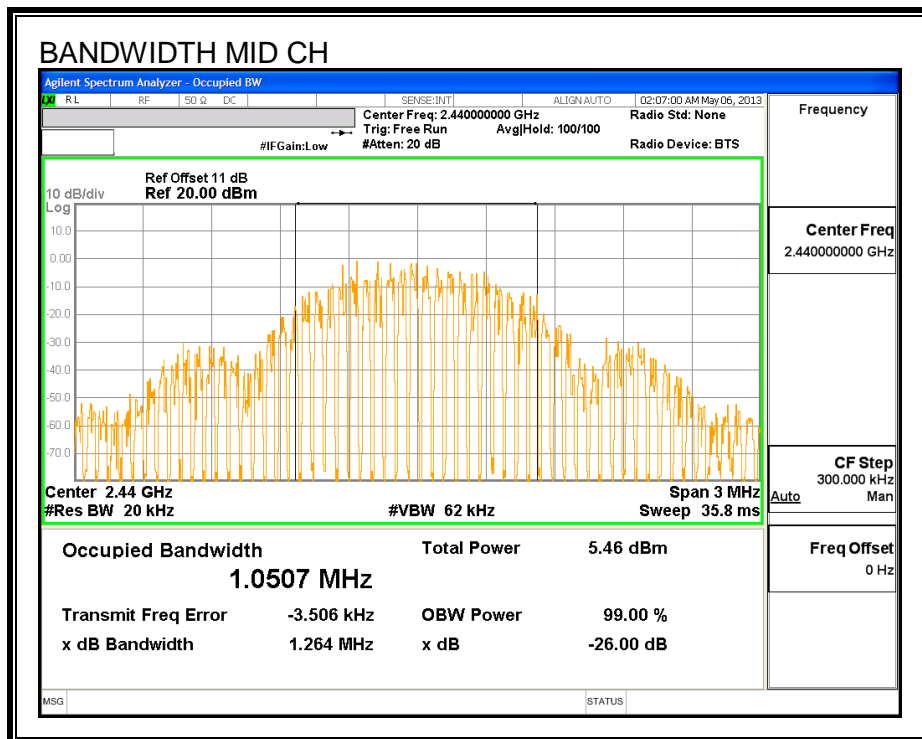 BANDWIDTH MID CH
Agilent Spectrum Analyzer - Occupied BW
LXI RL RF 50 Ω DC SENSE:INT ALIGN AUTO 02:07:00 AM May 06, 2013
Center Freq: 2.440000000 GHz Radio Std: None
Trig: Free Run Avg|Hold: 100/100
#IFGain:Low #Atten: 20 dB Radio Device: BTS
Ref Offset 11 dB
10 dB/div Ref 20.00 dBm
Log
10.0
0.00
-10.0
-20.0
-30.0
-40.0
-50.0
-60.0
-70.0
Center 2.44 GHz Span 3 MHz
#Res BW 20 kHz #VBW 62 kHz Sweep 35.8 ms
Occupied Bandwidth Total Power 5.46 dBm
1.0507 MHz
Transmit Freq Error -3.506 kHz OBW Power 99.00 %
x dB Bandwidth 1.264 MHz x dB -26.00 dB
MSG STATUS
Frequency
Center Freq
2.440000000 GHz
CF Step
300.000 kHz
Auto Man
Freq Offset
0 Hz